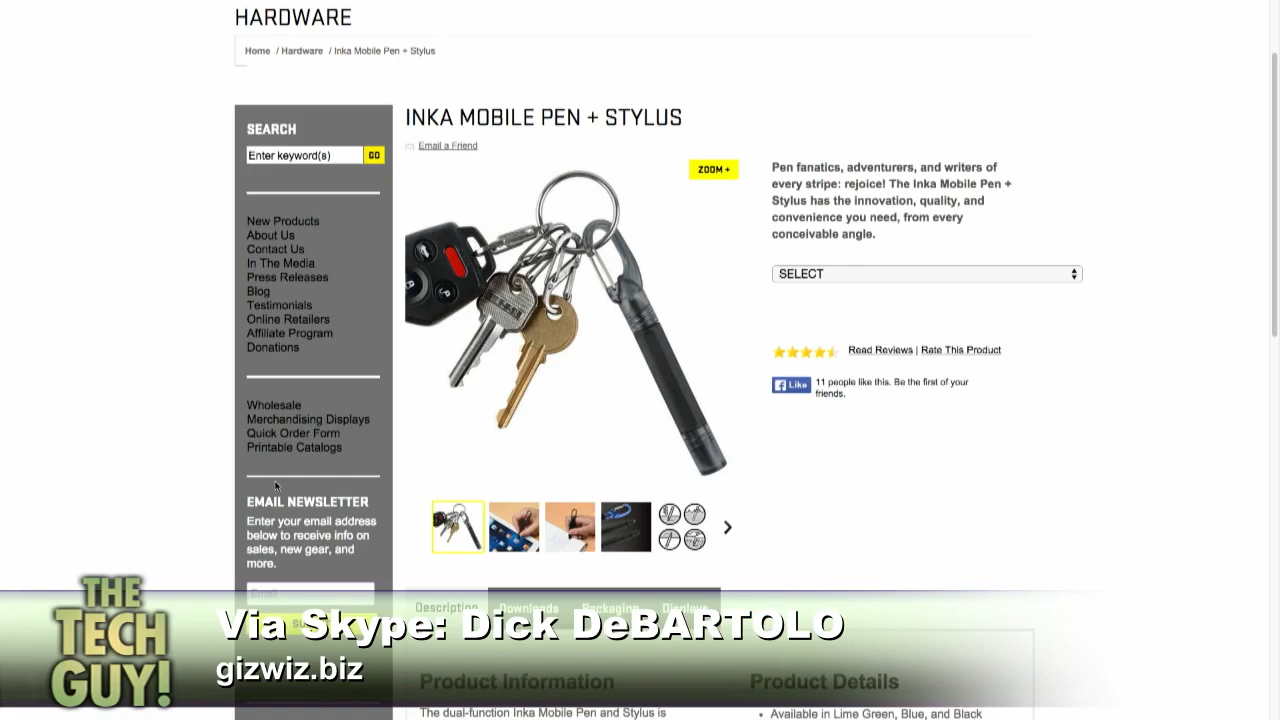 HARDWARE
Home / Hardware / Inka Mobile Pen + Stylus
SEARCH
Enter keyword(s)
GO
New Products
About Us
Contact Us
In The Media
Press Releases
Blog
Testimonials
Online Retailers
Affiliate Program
Donations
Wholesale
Merchandising Displays
Quick Order Form
Printable Catalogs
EMAIL NEWSLETTER
Enter your email address
below to receive info on
sales, new gear, and
more.
Email
INKA MOBILE PEN + STYLUS
Email a Friend
ZOOM +
Pen fanatics, adventurers, and writers of
every stripe: rejoice! The Inka Mobile Pen +
Stylus has the innovation, quality, and
convenience you need, from every
conceivable angle.
SELECT
Read Reviews | Rate This Product
Like
11 people like this. Be the first of your
friends.
Description Downloads Packaging Displays
Product Information
The dual-function Inka Mobile Pen and Stylus is
Product Details
• Available in Lime Green, Blue, and Black
THE
TECH
GUY!
Via Skype: Dick DeBARTOLO
gizwiz.biz